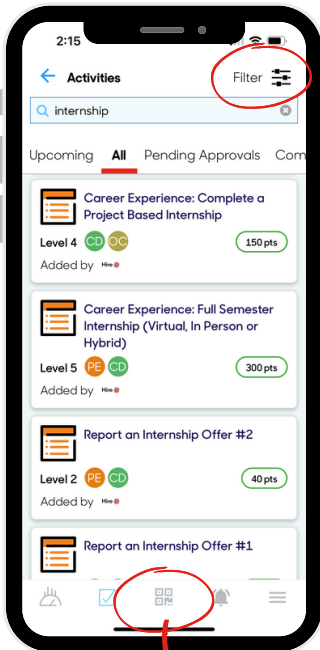 2:15
Activities
Filter
internship
Upcoming All Pending Approvals Com
Career Experience: Complete a
Project Based Internship
Level 4 CD OC
150 pts
Added by Hire
Career Experience: Full Semester
Internship (Virtual, In Person or
Hybrid)
Level 5 PE CD
300 pts
Added by Hire
Report an Internship Offer #2
Level 2 PE CD
40 pts
Added by Hire
Report an Internship Offer #1